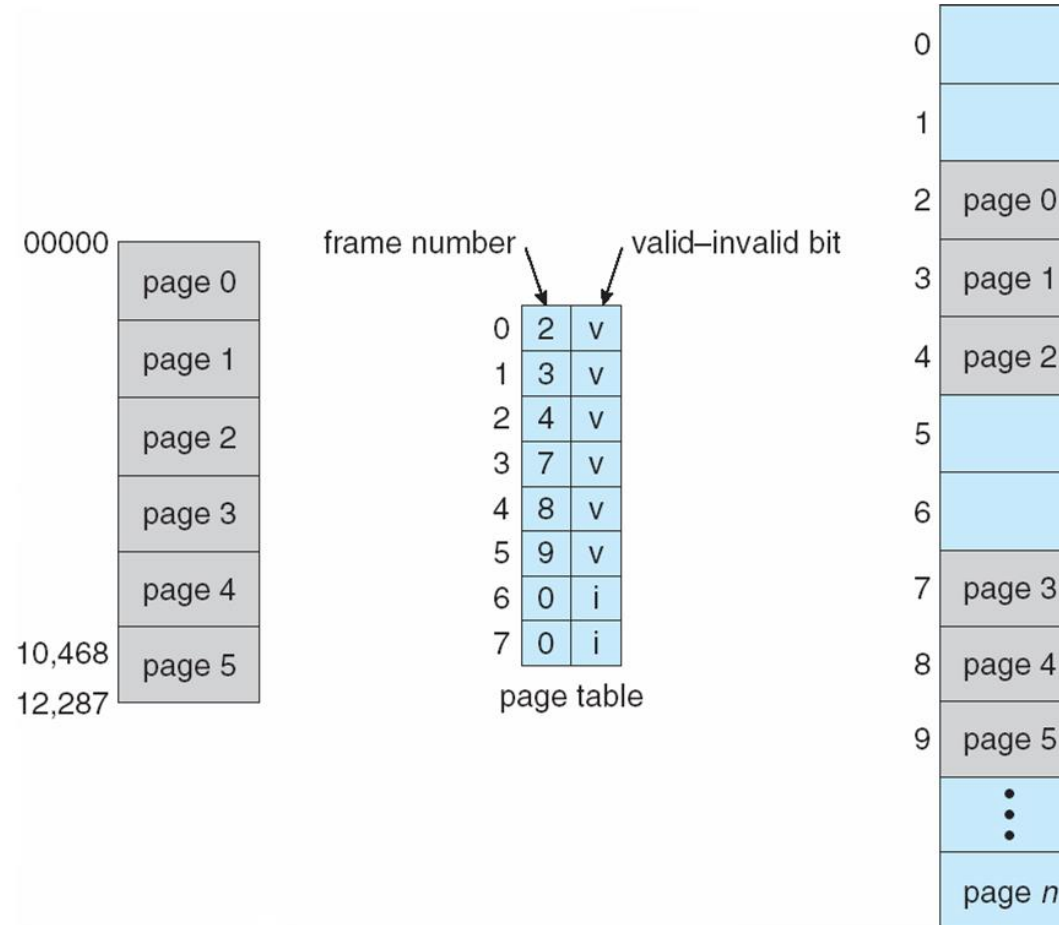 00000
page 0
page 1
page 2
page 3
page 4
10,468
page 5
12,287
frame number
valid–invalid bit
0 2 v
1 3 v
2 4 v
3 7 v
4 8 v
5 9 v
6 0 i
7 0 i
page table
0
1
2 page 0
3 page 1
4 page 2
5
6
7 page 3
8 page 4
9 page 5
page n